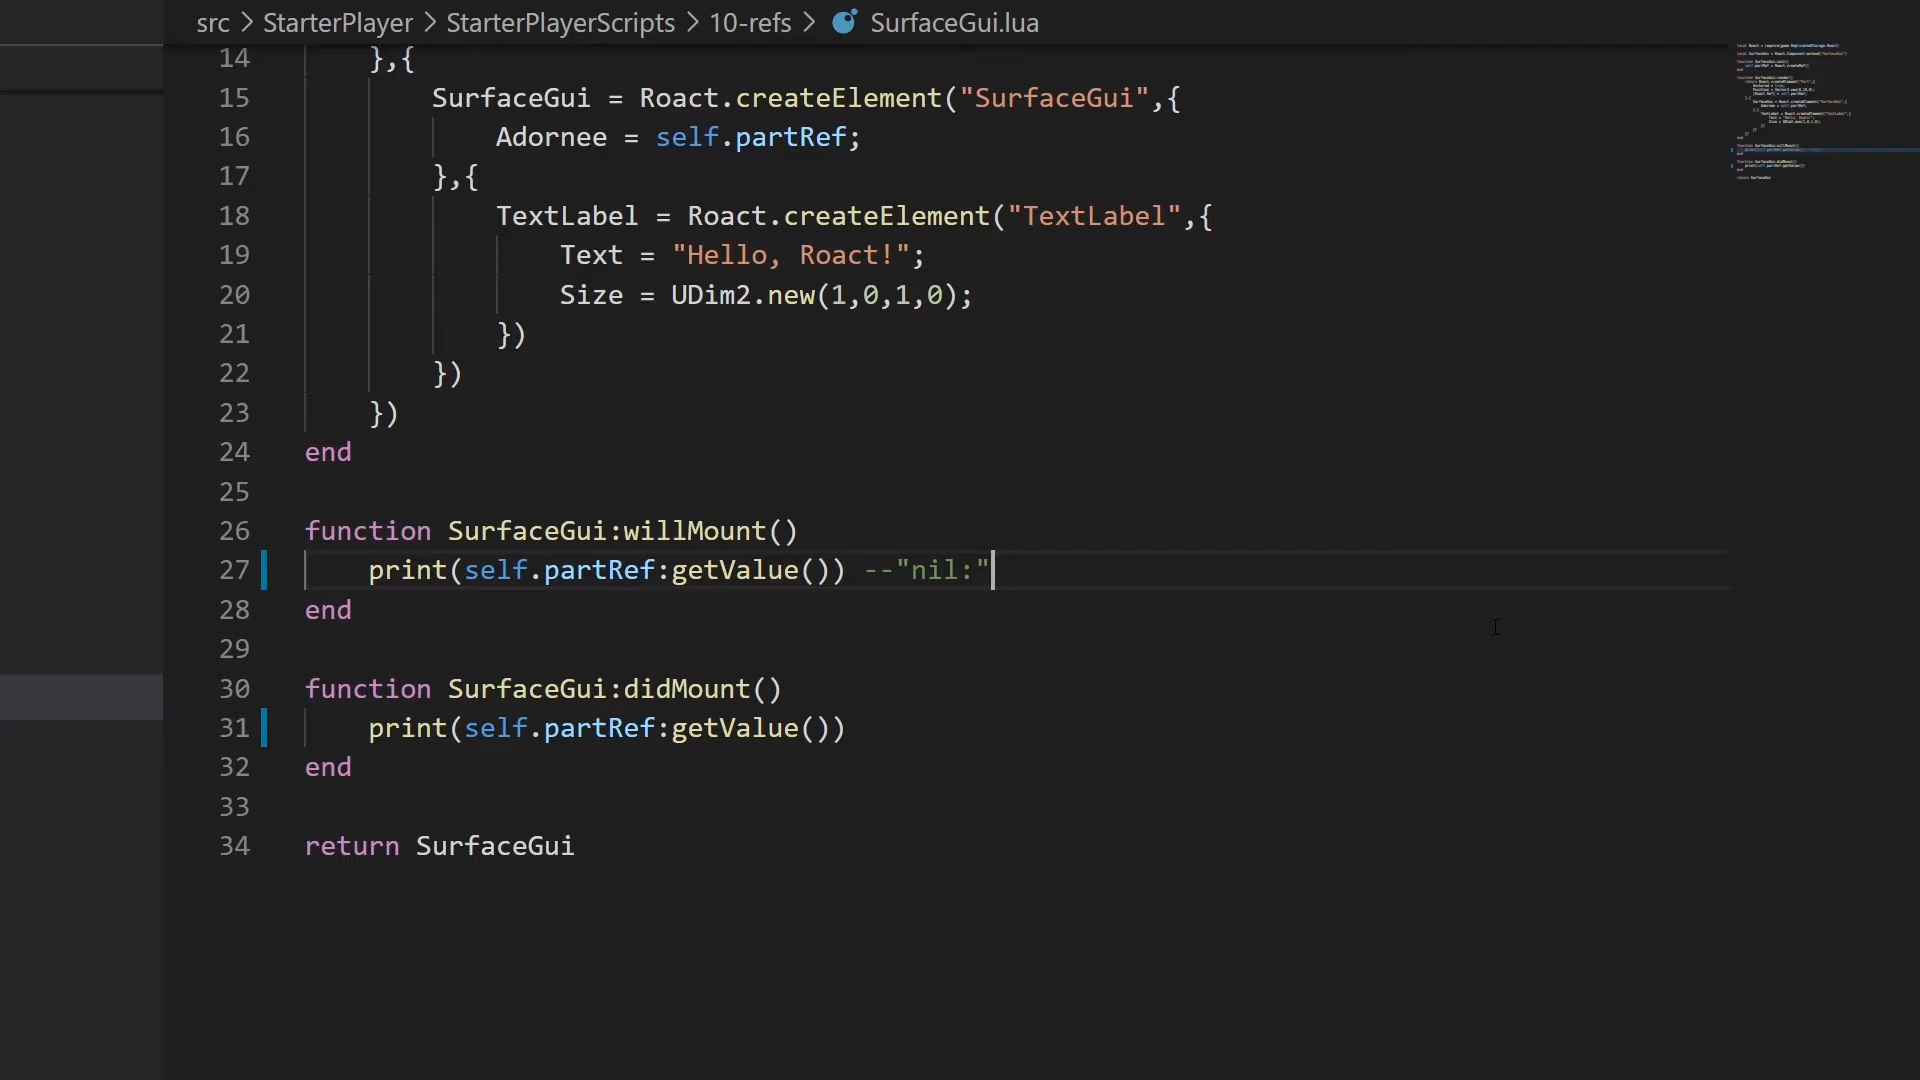 src > StarterPlayer > StarterPlayerScripts > 10-refs > SurfaceGui.lua
14 },{
15 SurfaceGui = Roact.createElement("SurfaceGui",{
16 Adornee = self.partRef;
17 },{
18 TextLabel = Roact.createElement("TextLabel",{
19 Text = "Hello, Roact!";
20 Size = UDim2.new(1,0,1,0);
21 })
22 })
23 })
24 end
25
26 function SurfaceGui:willMount()
27 print(self.partRef:getValue()) --"nil:"
28 end
29
30 function SurfaceGui:didMount()
31 print(self.partRef:getValue())
32 end
33
34 return SurfaceGui